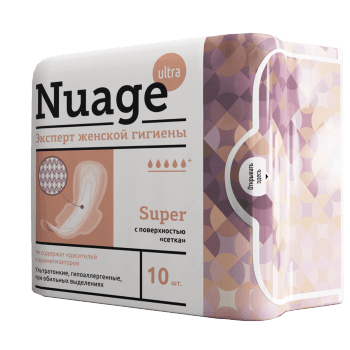 Nuage
ultra
Эксперт женской гигиены
+
Super
с поверхностью
«сетка»
Не содержат красителей
и ароматизаторов
Ультратонкие, гипоаллергенные,
при обильных выделениях
10 шт.
Открывать
здесь